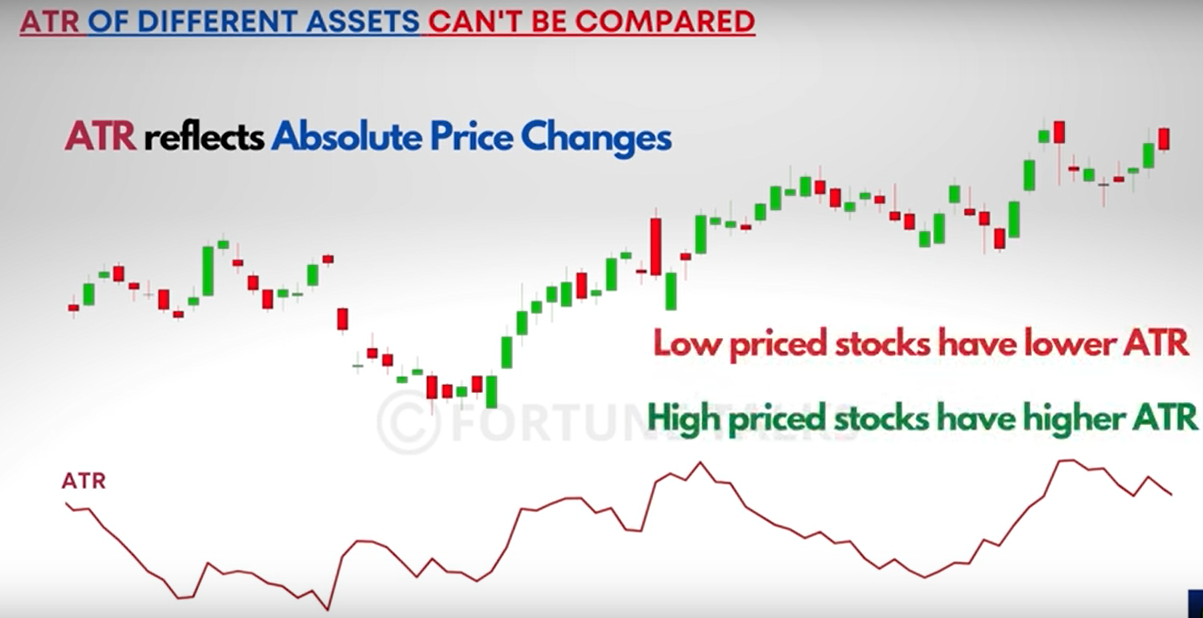 ATR OF DIFFERENT ASSETS CAN'T BE COMPARED
ATR reflects Absolute Price Changes
Low priced stocks have lower ATR
High priced stocks have higher ATR
© FORTUNE TALKS
ATR